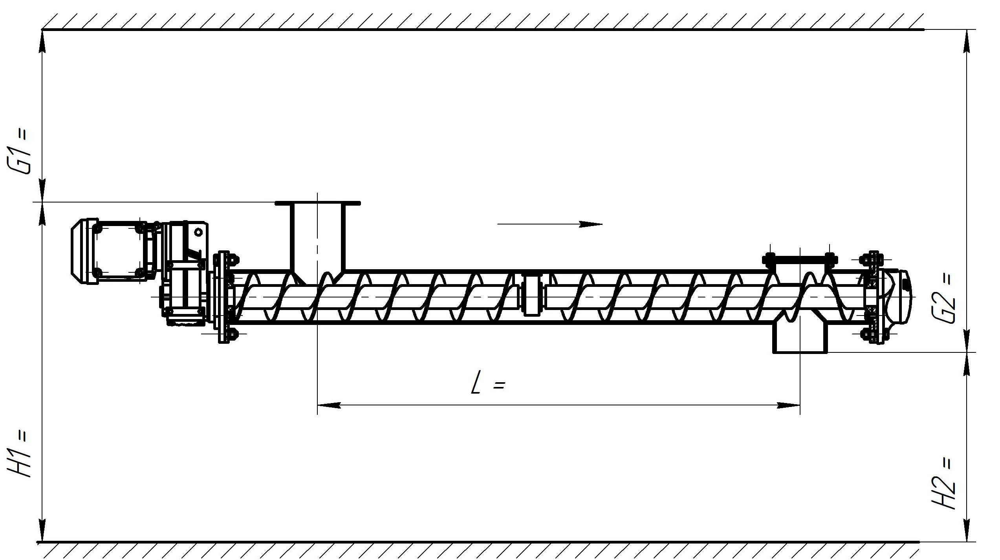 G1 =
G2 =
L =
H1 =
H2 =